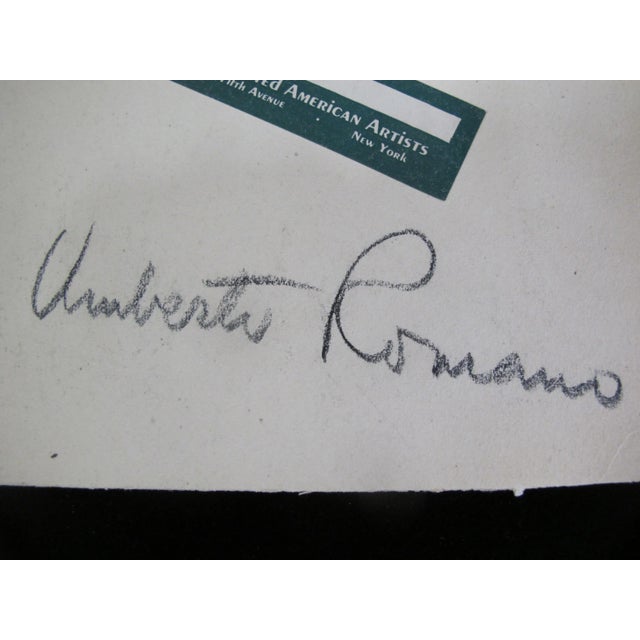 American Artists
Fifth Avenue
New York
Umberto Romano